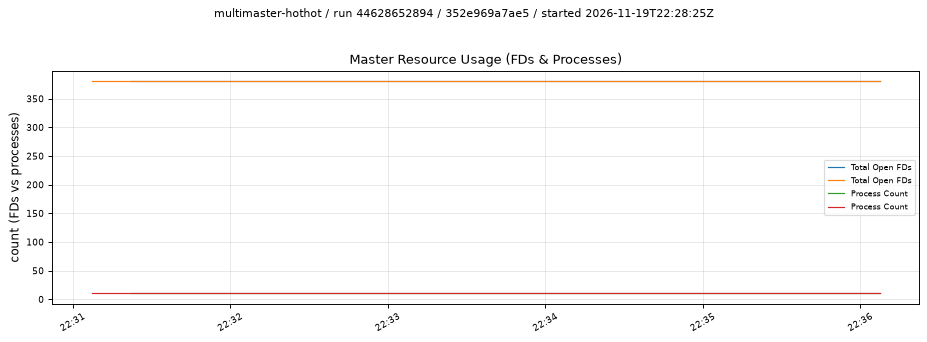 multimaster-hothot / run 44628652894 / 352e969a7ae5 / started 2026-11-19T22:28:25Z
Master Resource Usage (FDs & Processes)
count (FDs vs processes)
350
300
250
200
150
100
50
0
Total Open FDs
Total Open FDs
Process Count
Process Count
22:31
22:32
22:33
22:34
22:35
22:36